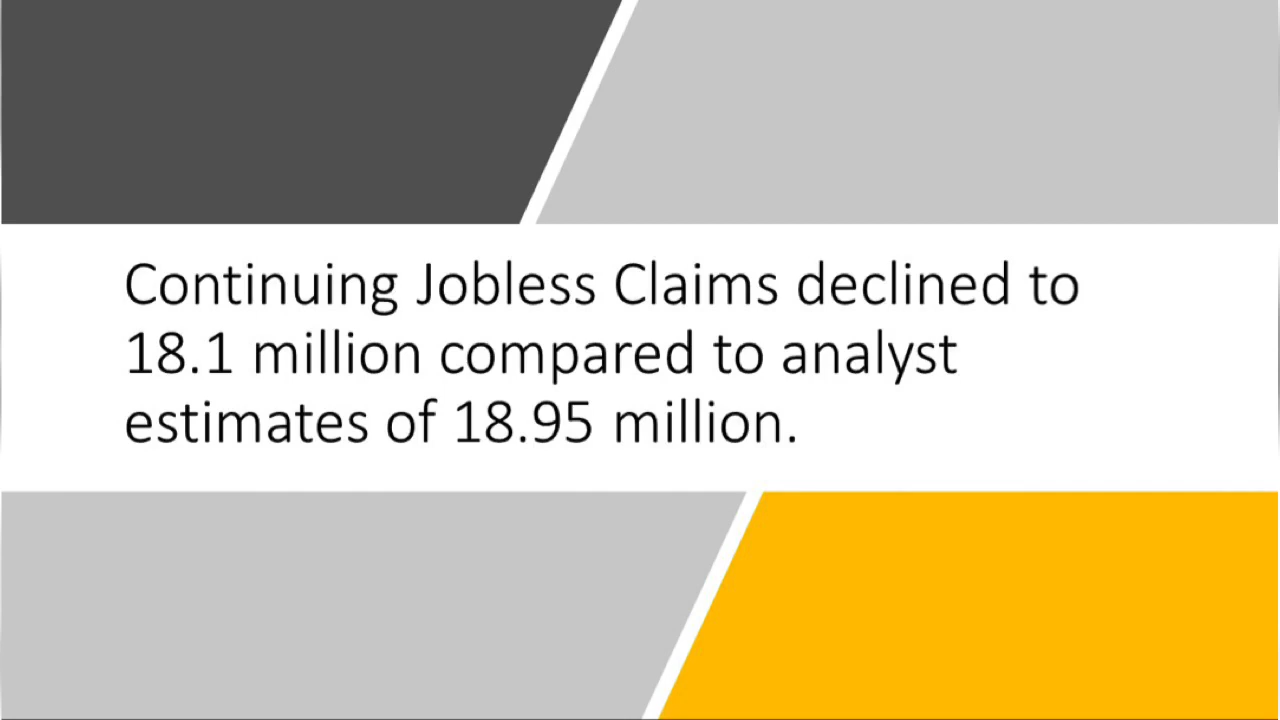 Continuing Jobless Claims declined to
18.1 million compared to analyst
estimates of 18.95 million.